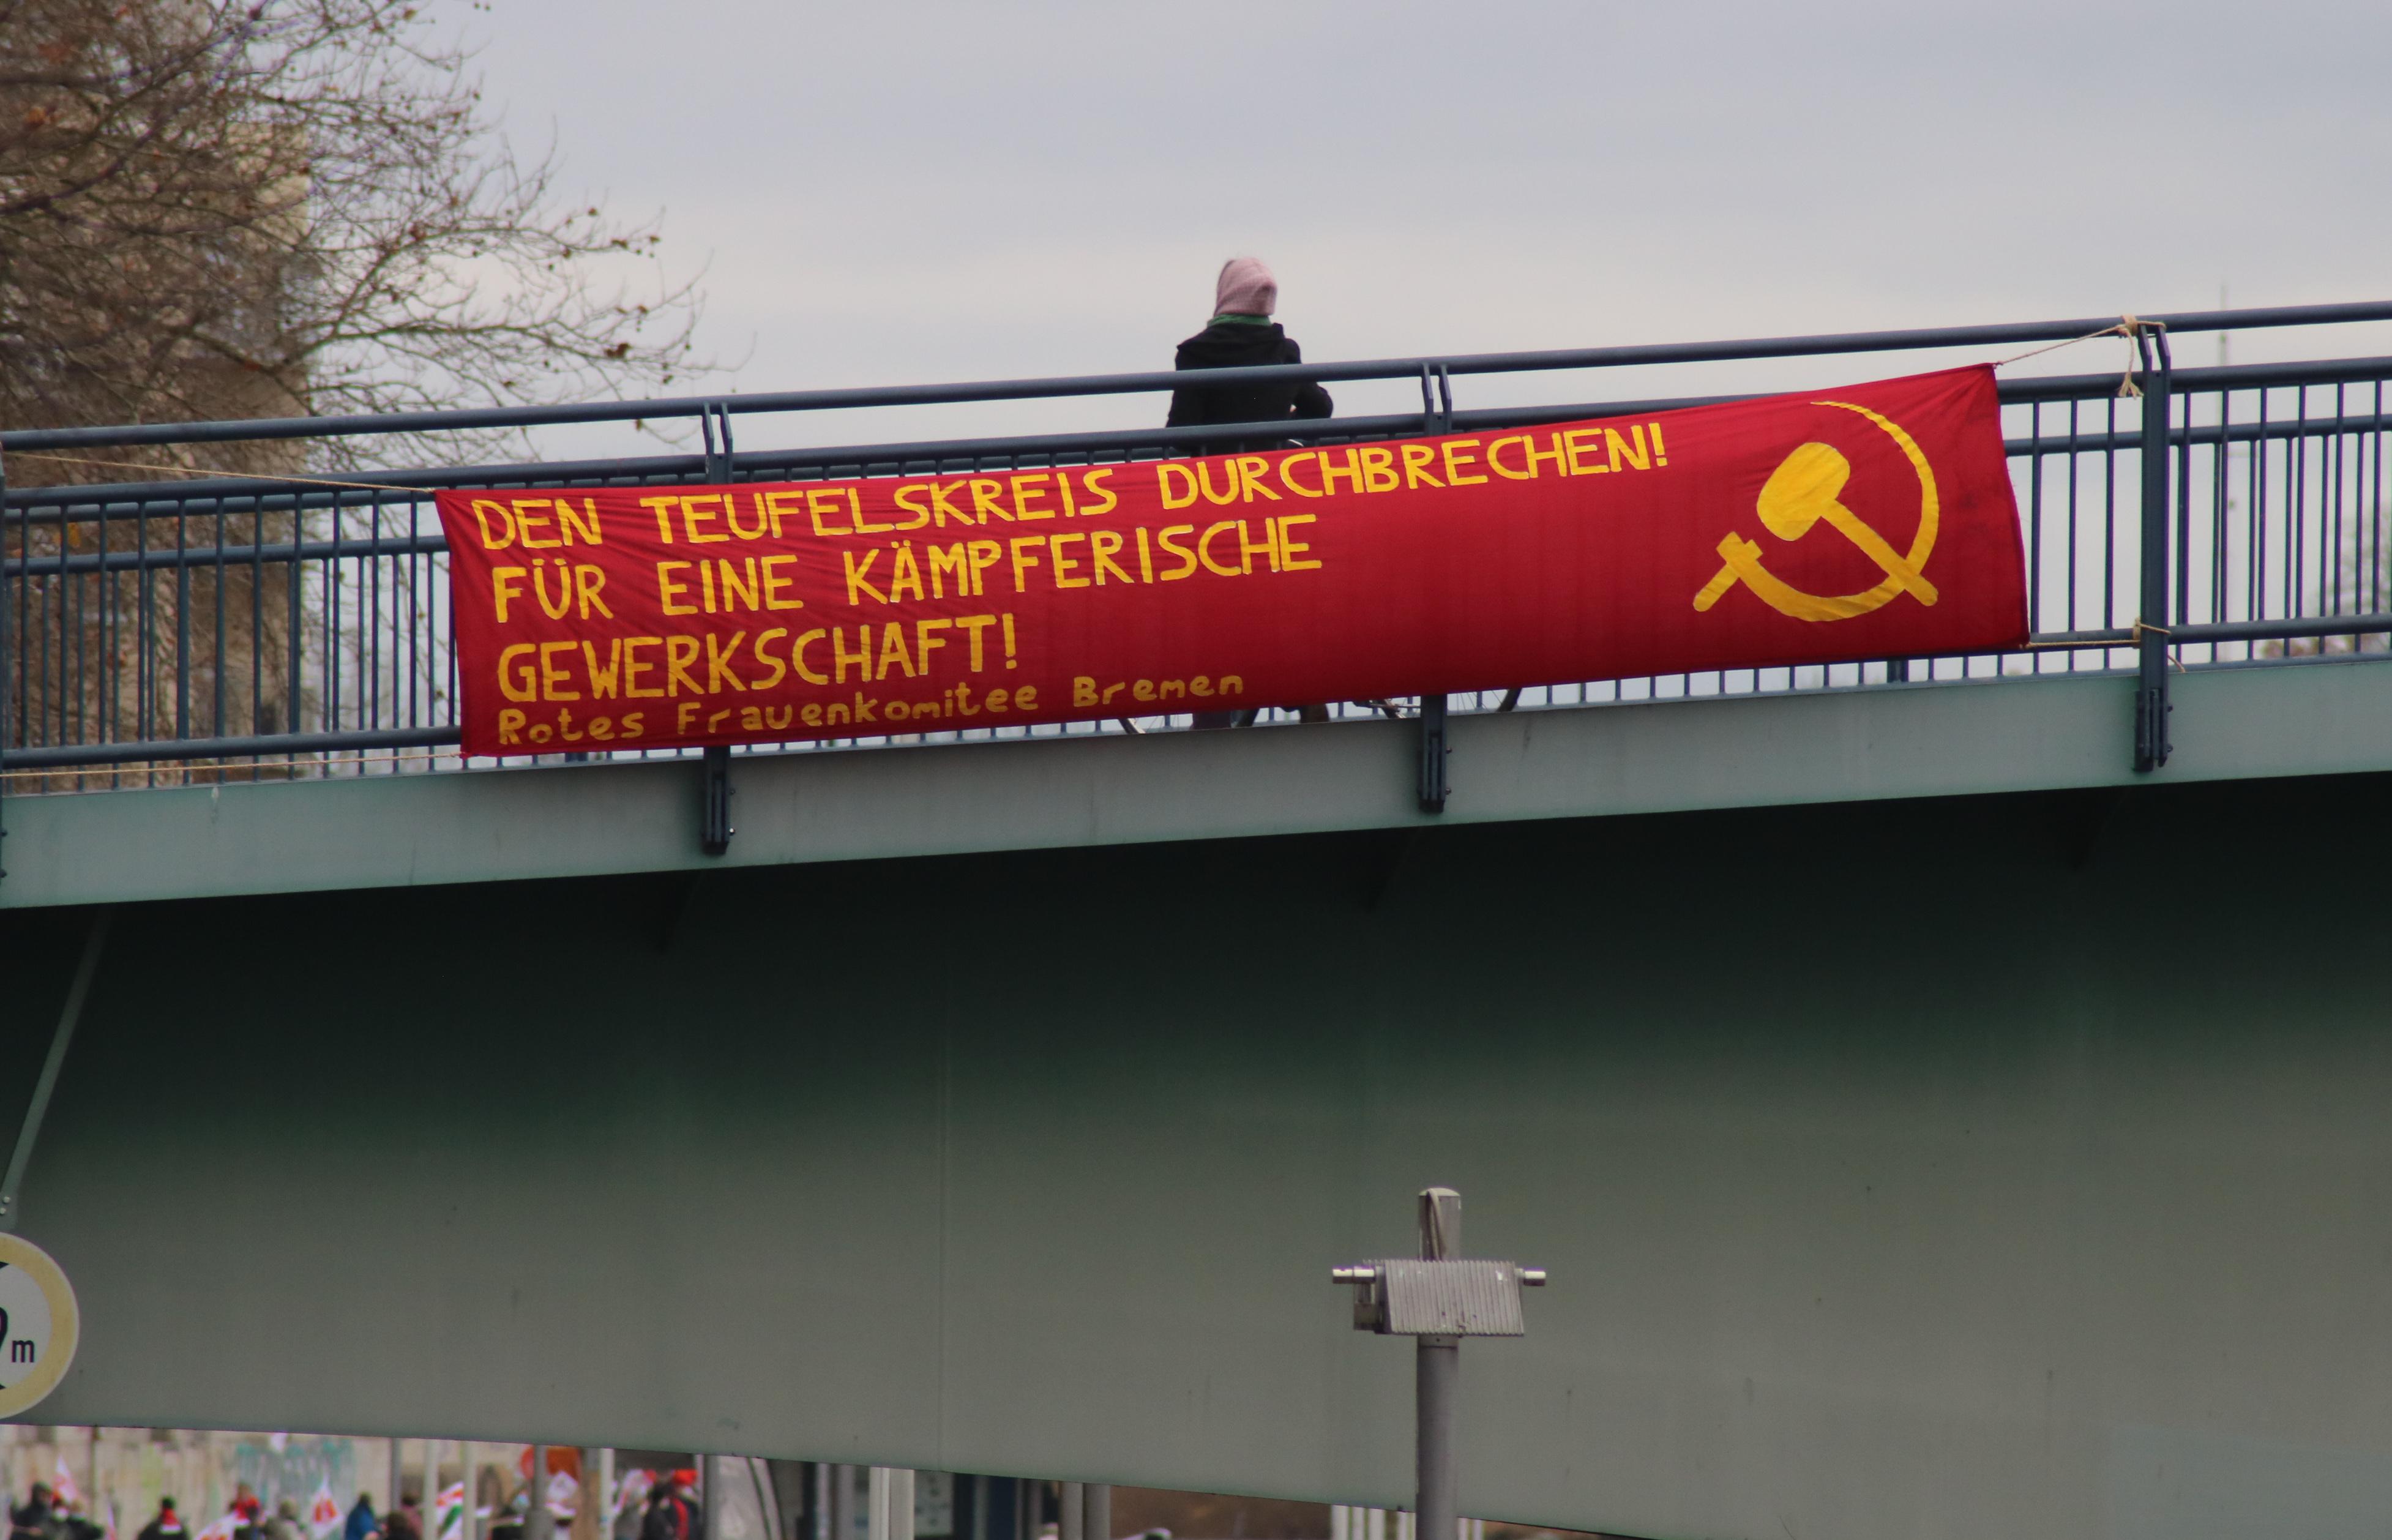 DEN TEUFELSKREIS DURCHBRECHEN!
FÜR EINE KÄMPFERISCHE
GEWERKSCHAFT!
Rotes Frauenkomitee Bremen
m